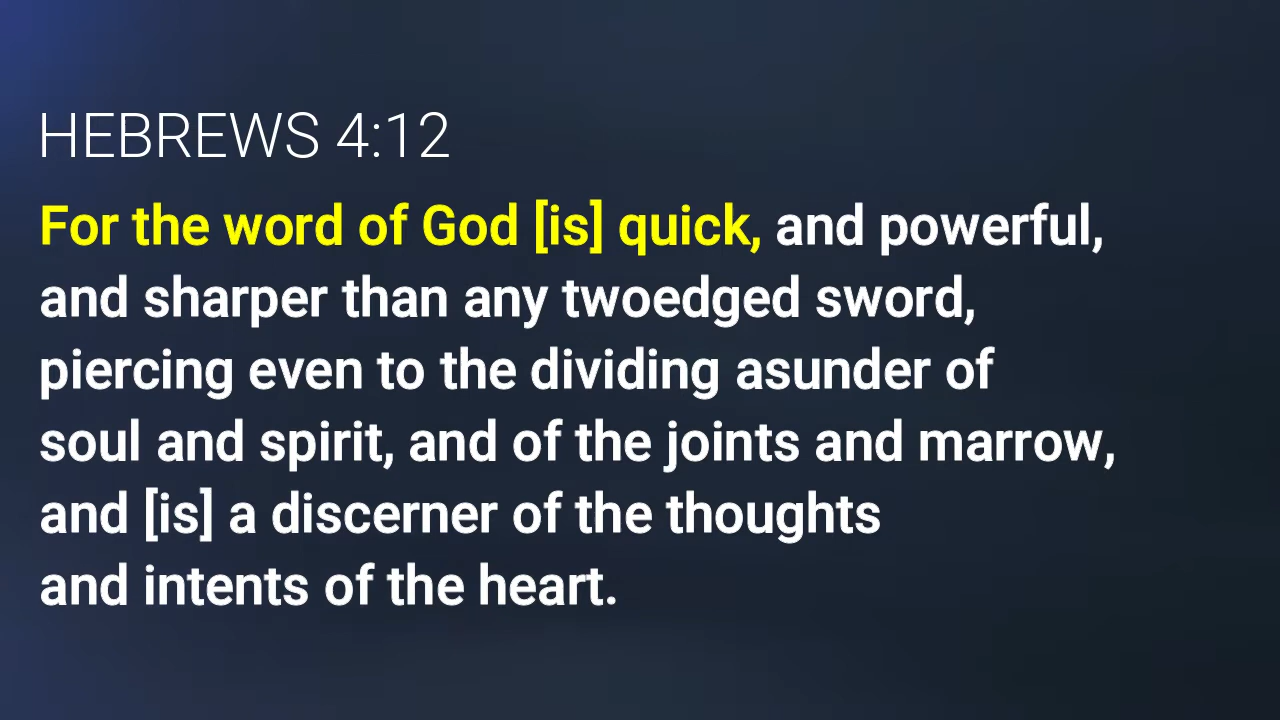 HEBREWS 4:12
For the word of God [is] quick, and powerful,
and sharper than any twoedged sword,
piercing even to the dividing asunder of
soul and spirit, and of the joints and marrow,
and [is] a discerner of the thoughts
and intents of the heart.